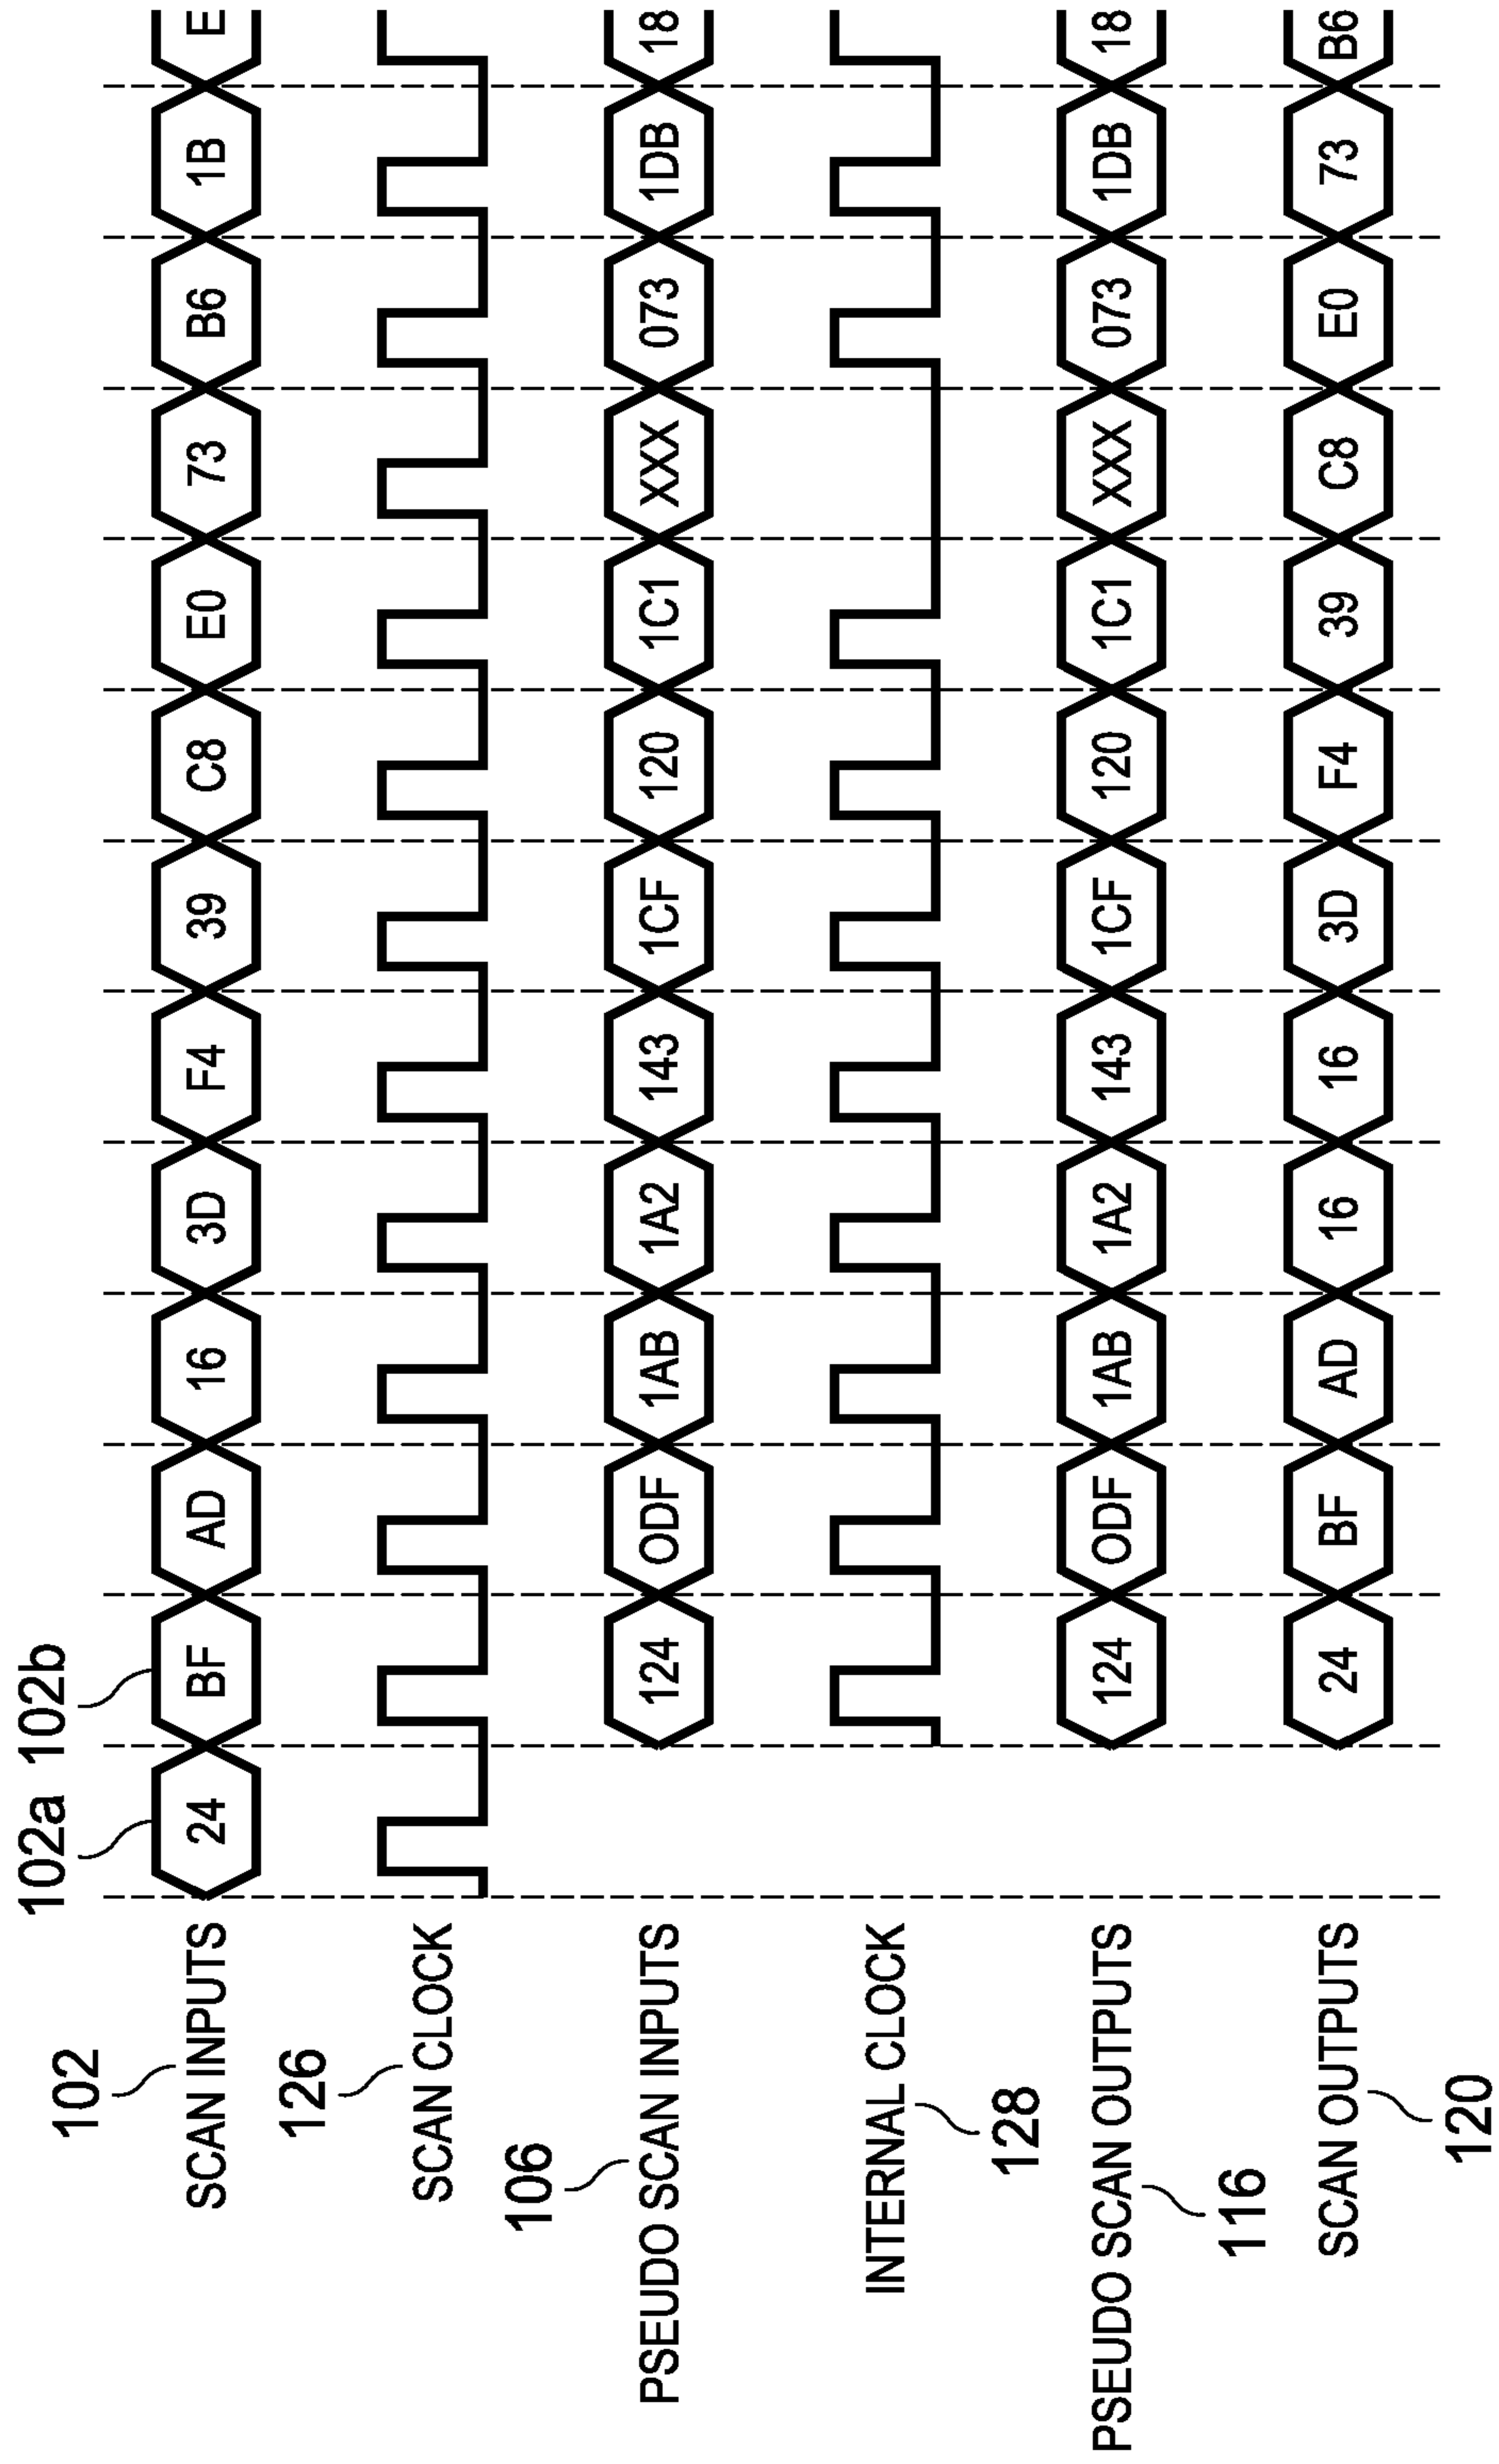 102a 102b
102
SCAN INPUTS 24 BF AD 16 3D F4 39 C8 E0 73 B6 1B E
126
SCAN CLOCK
106
PSEUDO SCAN INPUTS 124 ODF 1AB 1A2 143 1CF 120 1C1 XXX 073 1DB 18
INTERNAL CLOCK
128
PSEUDO SCAN OUTPUTS 124 ODF 1AB 1A2 143 1CF 120 1C1 XXX 073 1DB 18
116
SCAN OUTPUTS 24 BF AD 16 16 3D F4 39 C8 E0 73 B6
120